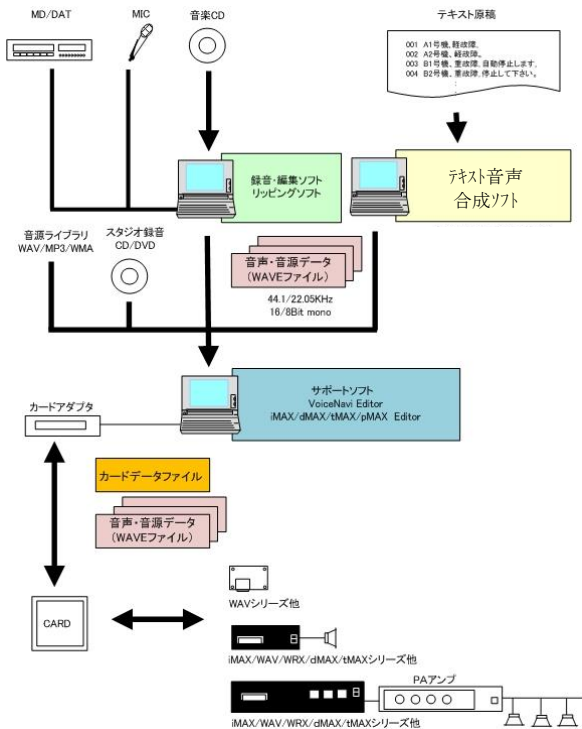 MD/DAT
MIC
音楽CD
テキスト原稿
001 A1号機、軽故障、
002 A2号機、軽故障。
003 B1号機、重故障、自動停止します、
004 B2号機、重故障、停止して下さい。
録音・編集ソフト
リッピングソフト
テキスト音声
合成ソフト
音源ライブラリ
WAV/MP3/WMA
スタジオ録音
CD/DVD
音声・音源データ
(WAVEファイル)
44.1/22.05KHz
16/8Bit mono
サポートソフト
VoiceNavi Editor
iMAX/dMAX/tMAX/pMAX Editor
カードアダプタ
カードデータファイル
音声・音源データ
(WAVEファイル)
CARD
WAVシリーズ他
iMAX/WAV/WRX/dMAX/tMAXシリーズ他
PAアンプ
iMAX/WAV/WRX/dMAX/tMAXシリーズ他